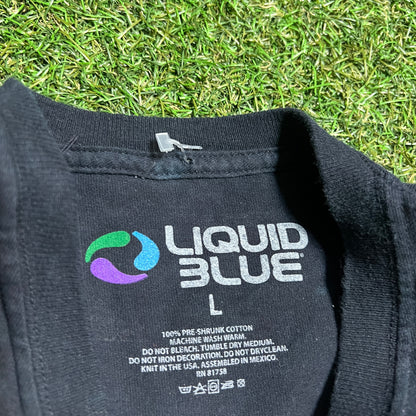 LIQUID
BLUE®
L
100% PRE-SHRUNK COTTON
MACHINE WASH WARM.
DO NOT BLEACH. TUMBLE DRY MEDIUM.
DO NOT IRON DECORATION. DO NOT DRYCLEAN.
KNIT IN THE USA. ASSEMBLED IN MEXICO.
RN 81738